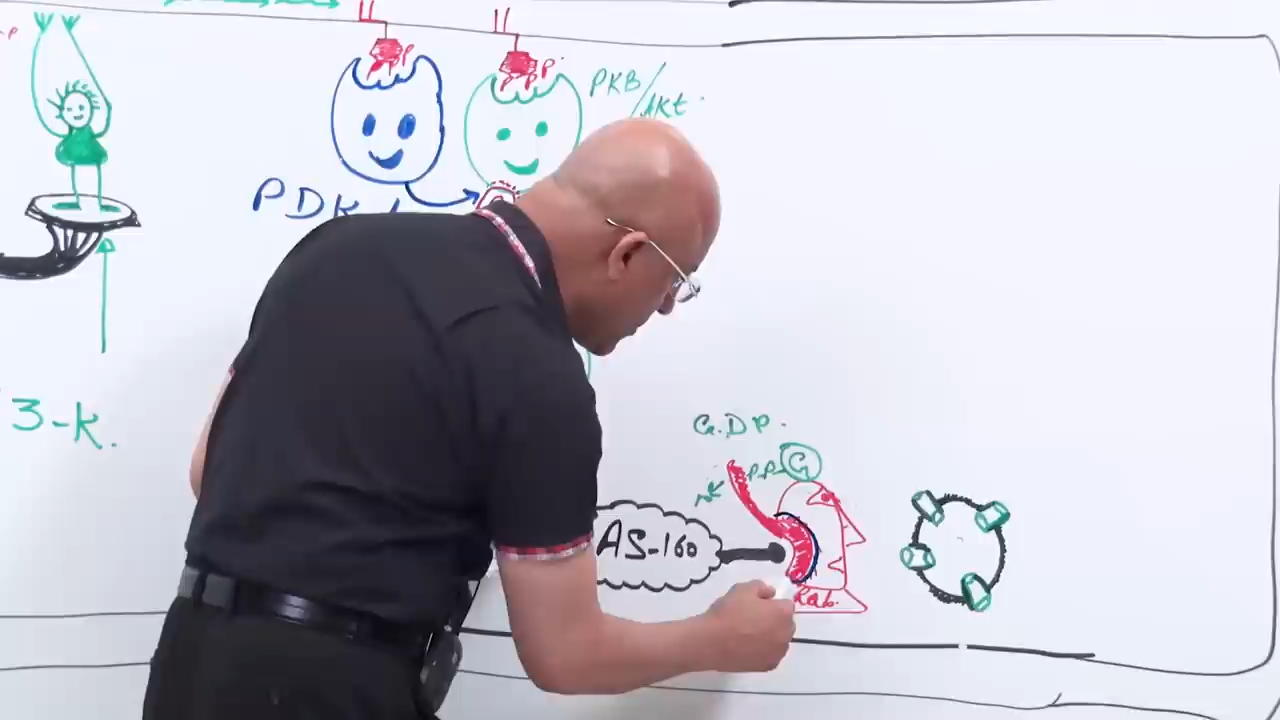 P P
P P P.
PKB/
AKt.
PDK
3-K.
G.D.P.
P.P.
G
AS-160
Rab.